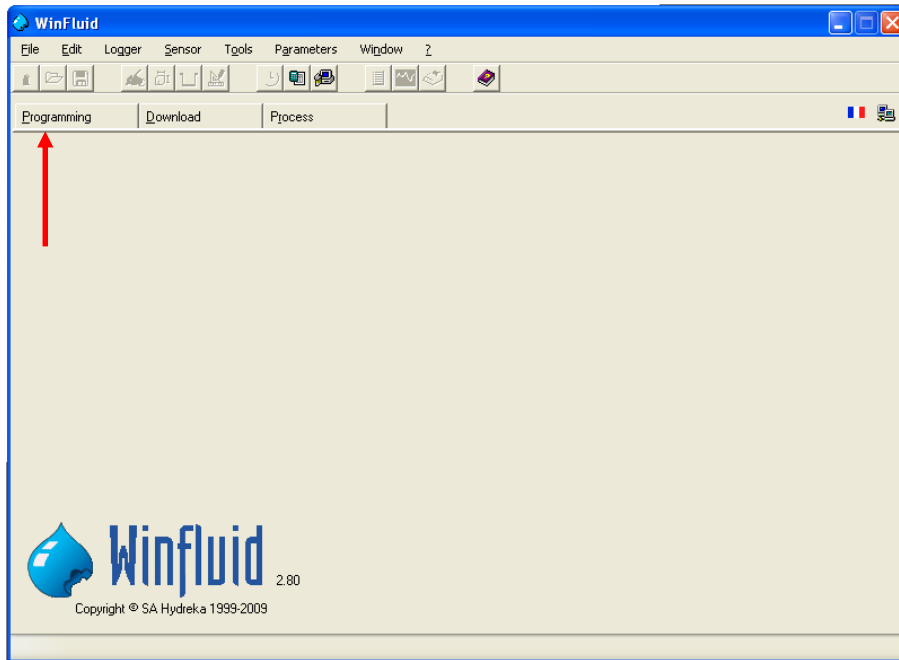 WinFluid
File Edit Logger Sensor Tools Parameters Window ?
Programming Download Process
Winfluid 2.80
Copyright © SA Hydreka 1999-2009